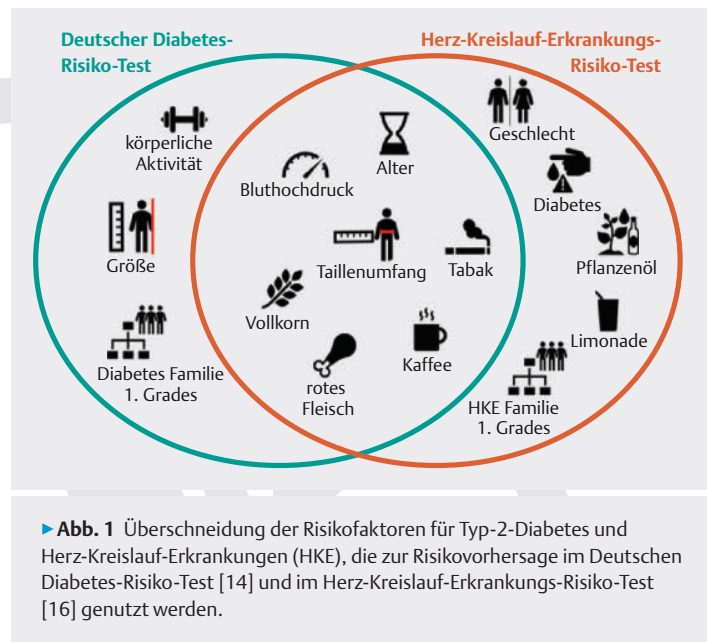 Deutscher Diabetes-
Risiko-Test
Herz-Kreislauf-Erkrankungs-
Risiko-Test
körperliche
Aktivität
Größe
Diabetes Familie
1. Grades
Bluthochdruck
Alter
Taillenumfang
Tabak
Vollkorn
rotes
Fleisch
Kaffee
Geschlecht
Diabetes
Pflanzenöl
Limonade
HKE Familie
1. Grades
►Abb. 1 Überschneidung der Risikofaktoren für Typ-2-Diabetes und
Herz-Kreislauf-Erkrankungen (HKE), die zur Risikovorhersage im Deutschen
Diabetes-Risiko-Test [14] und im Herz-Kreislauf-Erkrankungs-Risiko-Test
[16] genutzt werden.